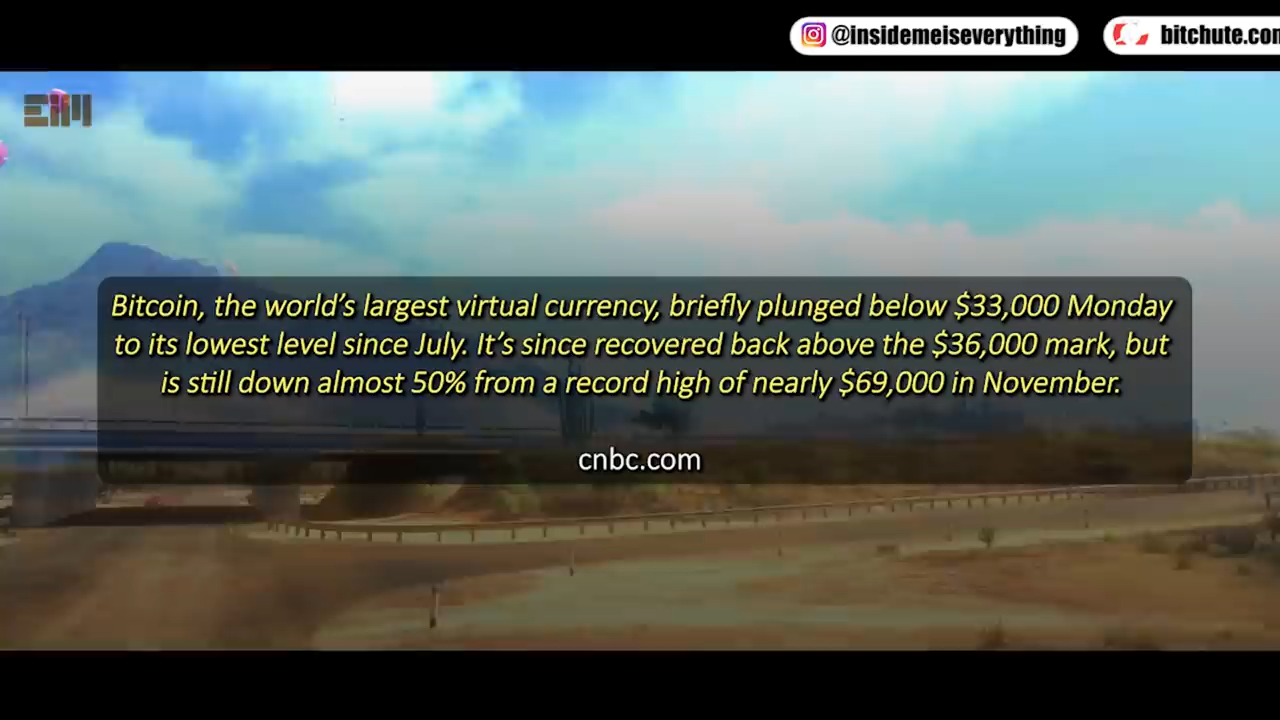 @insidemeiseverything
bitchute.com
EIM
Bitcoin, the world’s largest virtual currency, briefly plunged below $33,000 Monday
to its lowest level since July. It’s since recovered back above the $36,000 mark, but
is still down almost 50% from a record high of nearly $69,000 in November.
cnbc.com